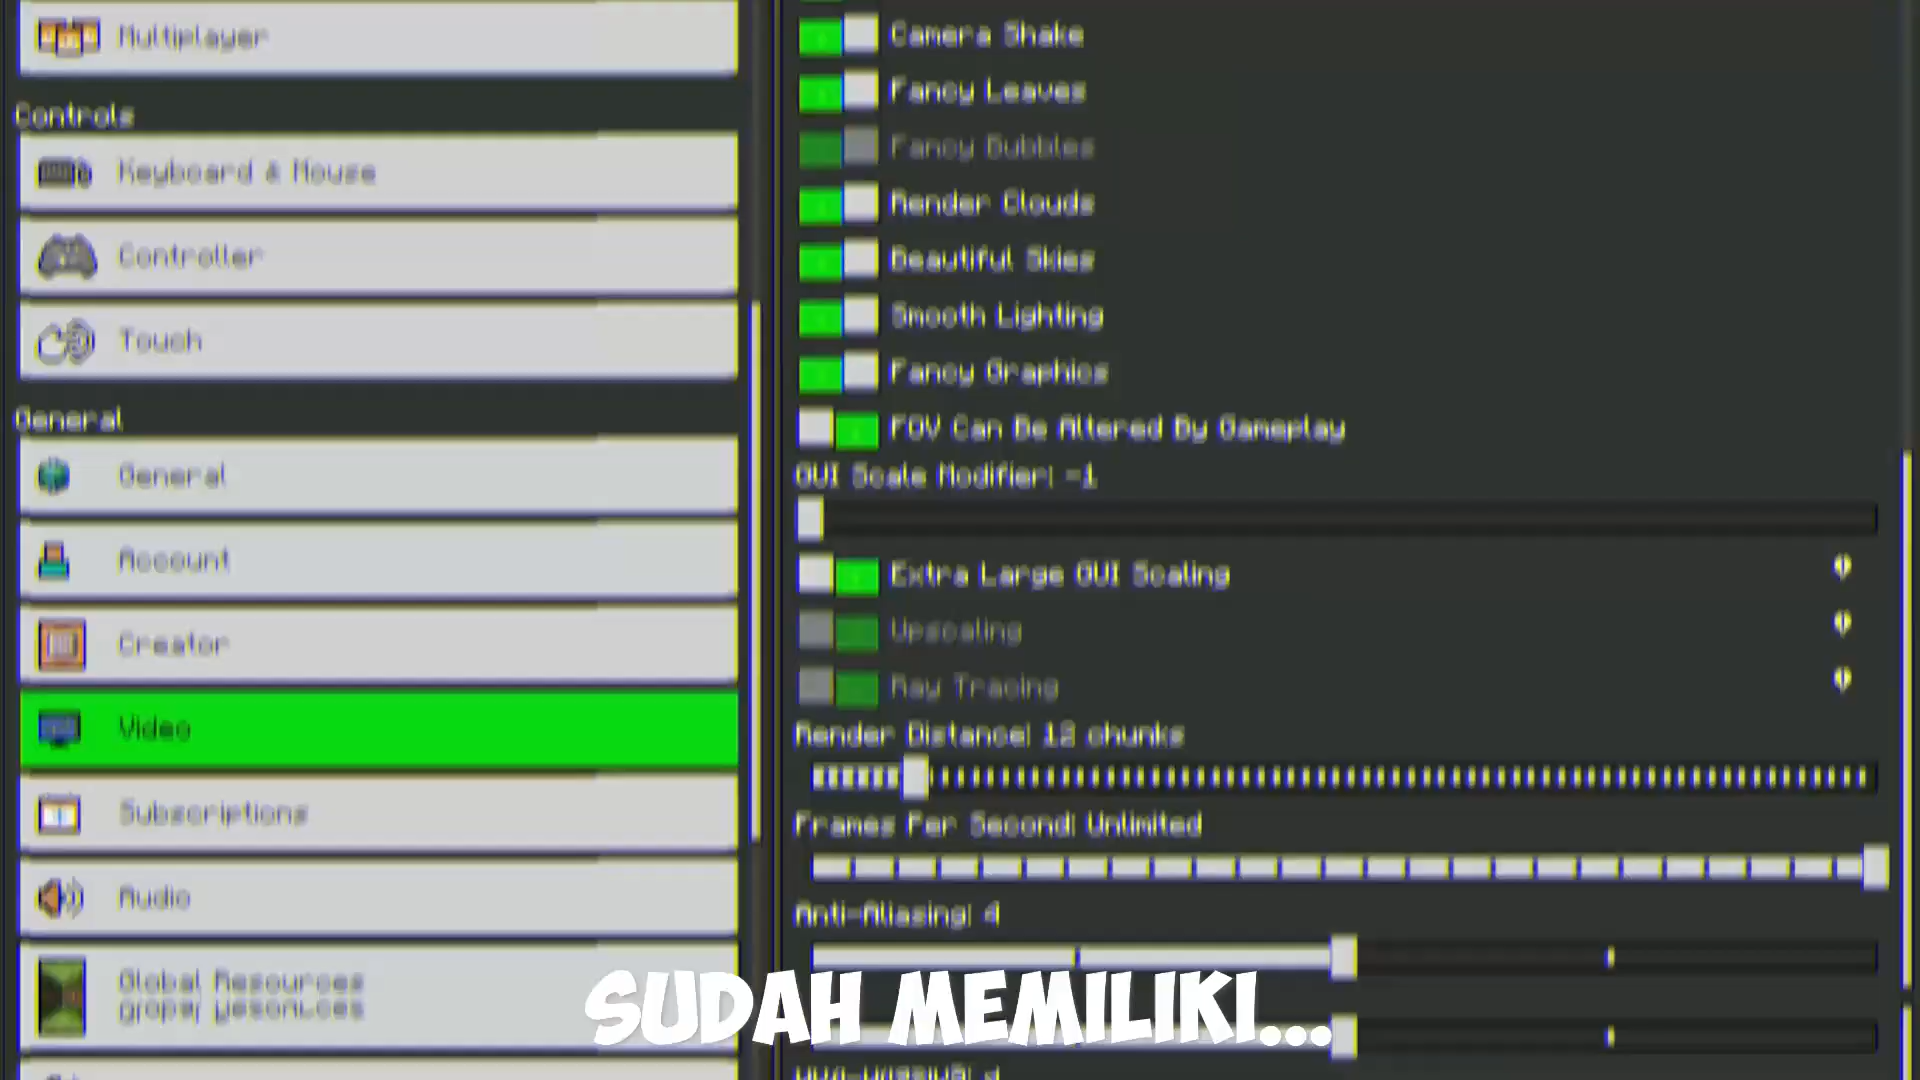 Multiplayer
Controls
Keyboard & Mouse
Controller
Touch
General
General
Account
Creator
Video
Subscriptions
Audio
Global Resources
Camera Shake
Fancy Leaves
Fancy Bubbles
Render Clouds
Beautiful Skies
Smooth Lighting
Fancy Graphics
FOV Can Be Altered By Gameplay
GUI Scale Modifier: -1
Extra Large GUI Scaling
Upscaling
Ray Tracing
Render Distance: 12 chunks
Frames Per Second: Unlimited
Anti-Aliasing: 4
SUDAH MEMILIKI...